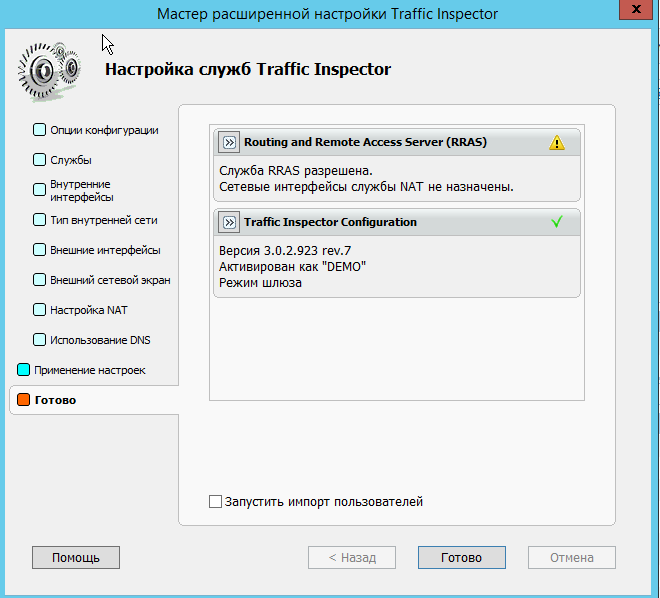 Мастер расширенной настройки Traffic Inspector
x
Настройка служб Traffic Inspector
Опции конфигурации
Службы
Внутренние
интерфейсы
Тип внутренней сети
Внешние интерфейсы
Внешний сетевой экран
Настройка NAT
Использование DNS
Применение настроек
Готово
Routing and Remote Access Server (RRAS)
Служба RRAS разрешена.
Сетевые интерфейсы службы NAT не назначены.
Traffic Inspector Configuration
Версия 3.0.2.923 rev.7
Активирован как "DEMO"
Режим шлюза
Запустить импорт пользователей
Помощь
< Назад
Готово
Отмена